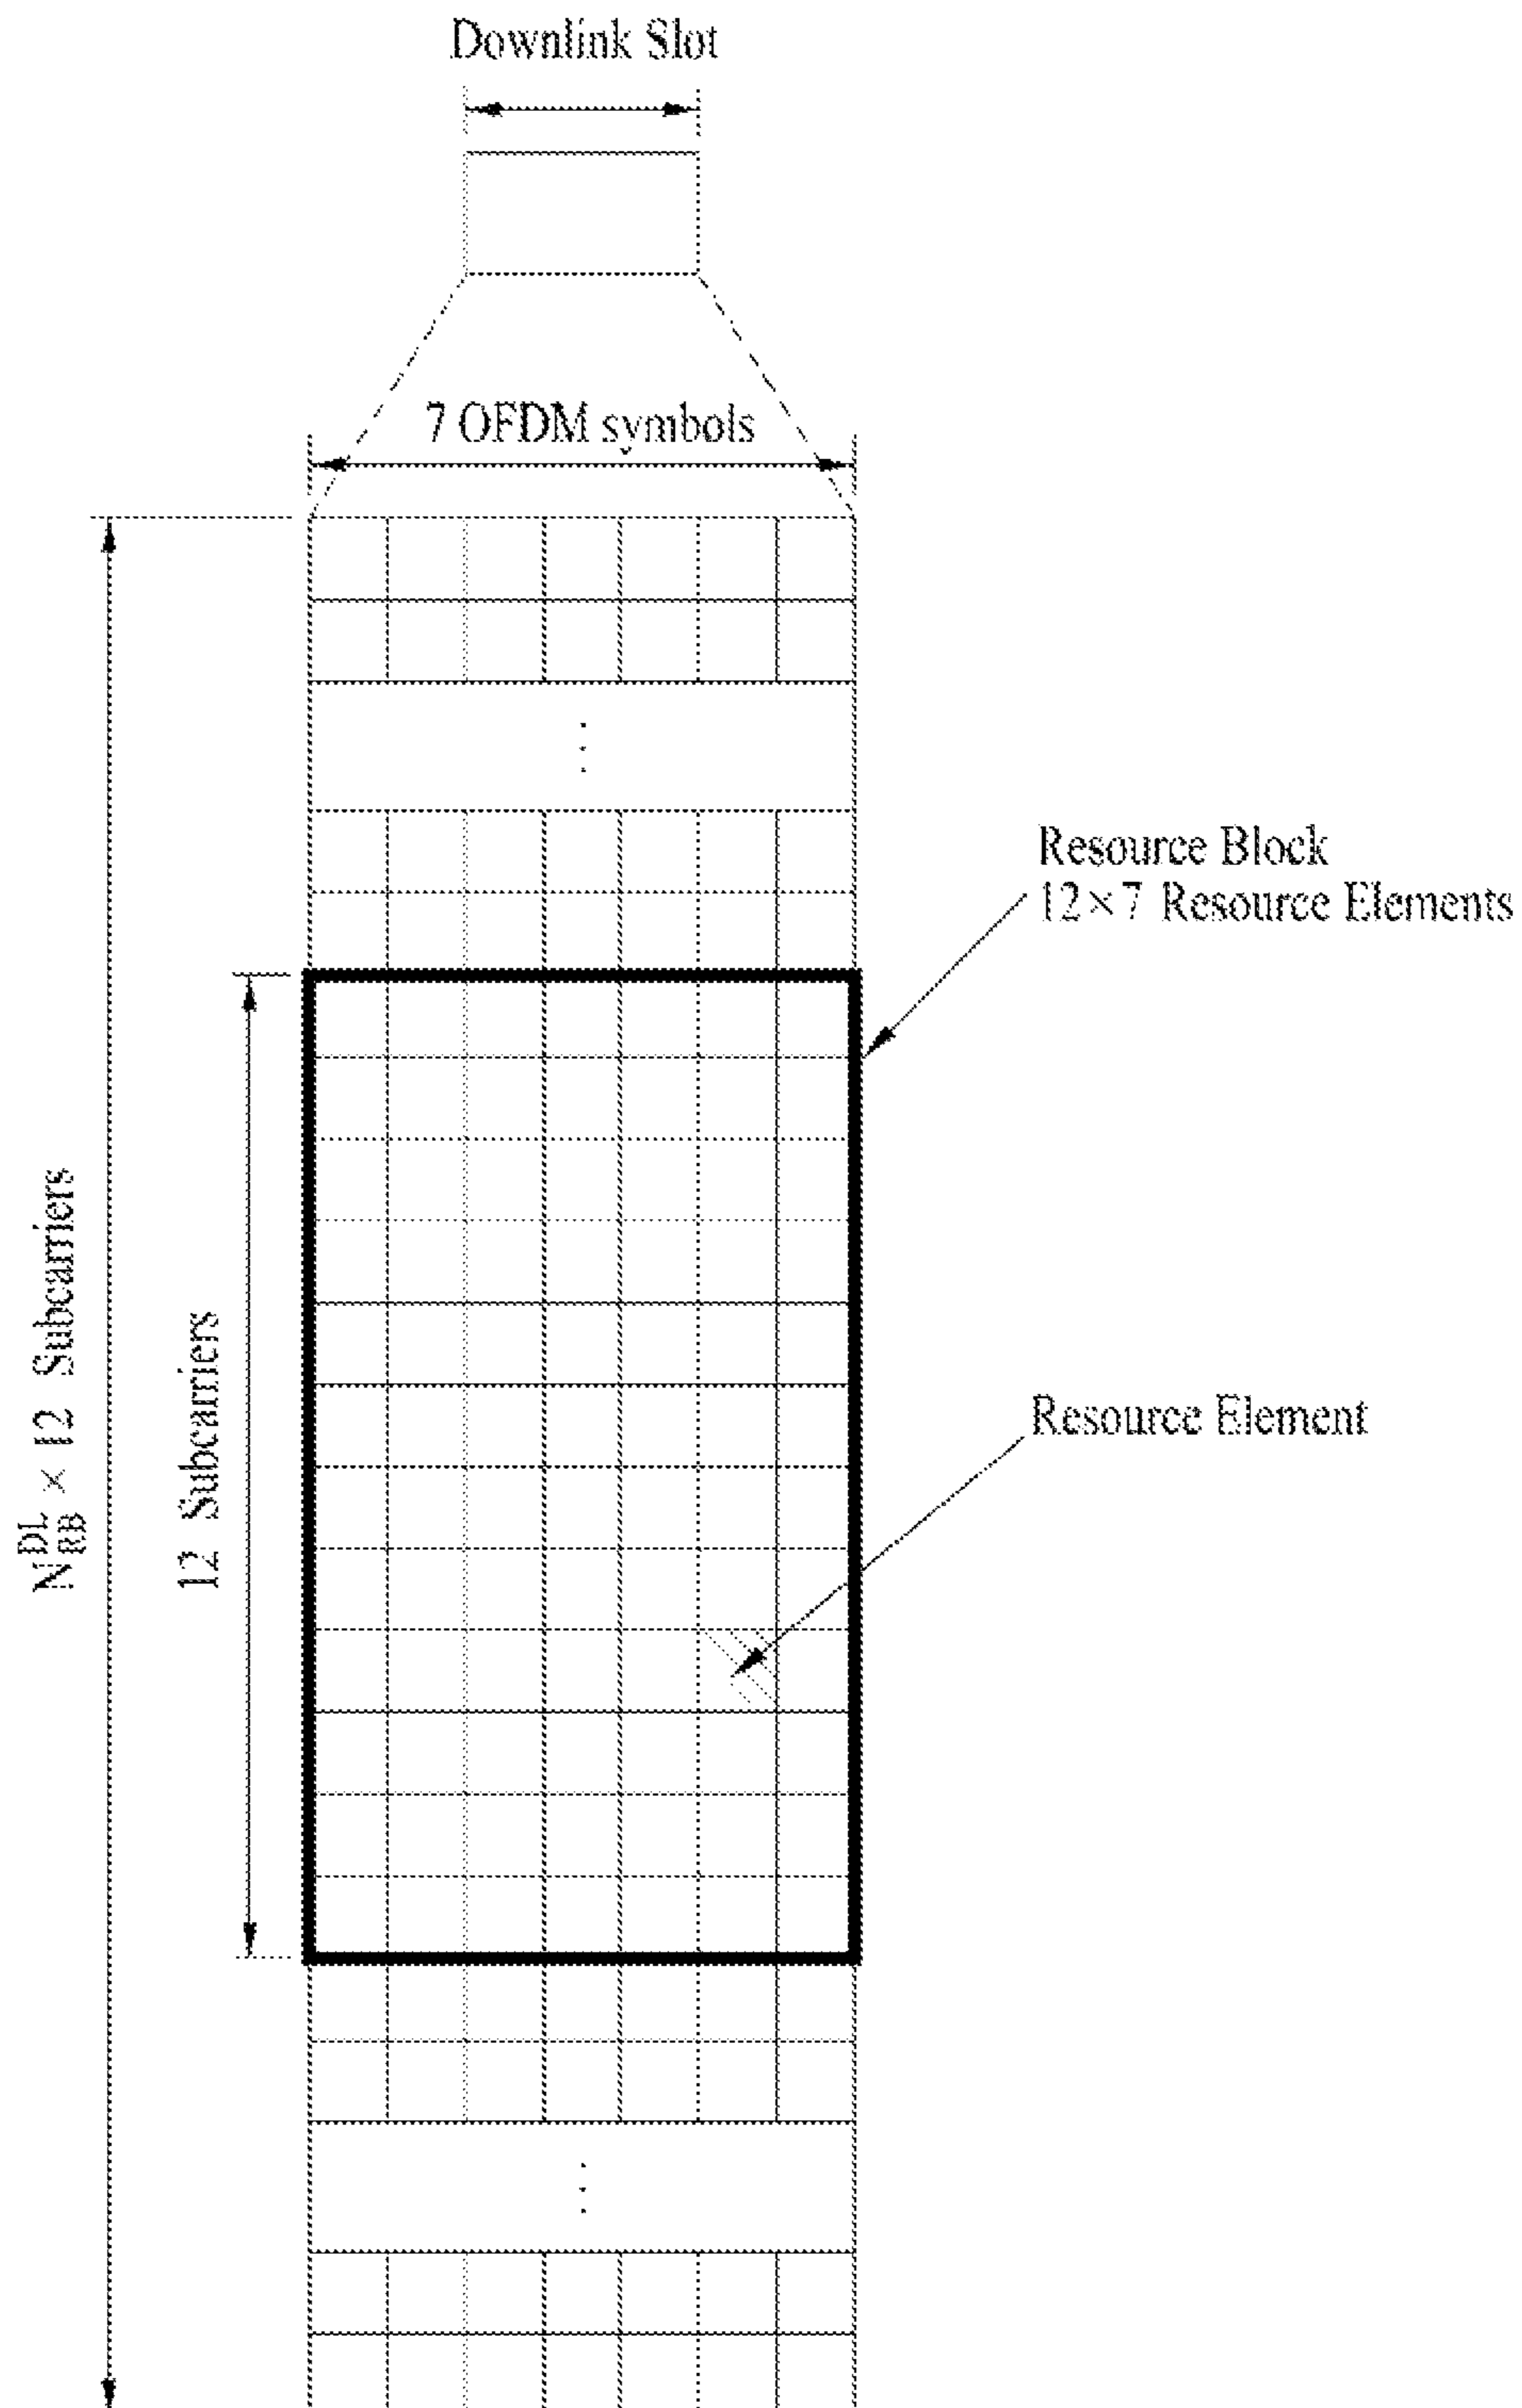 Downlink Slot
7 OFDM symbols
Resource Block
12×7 Resource Elements
N^DL_RB × 12 Subcarriers
12 Subcarriers
Resource Element